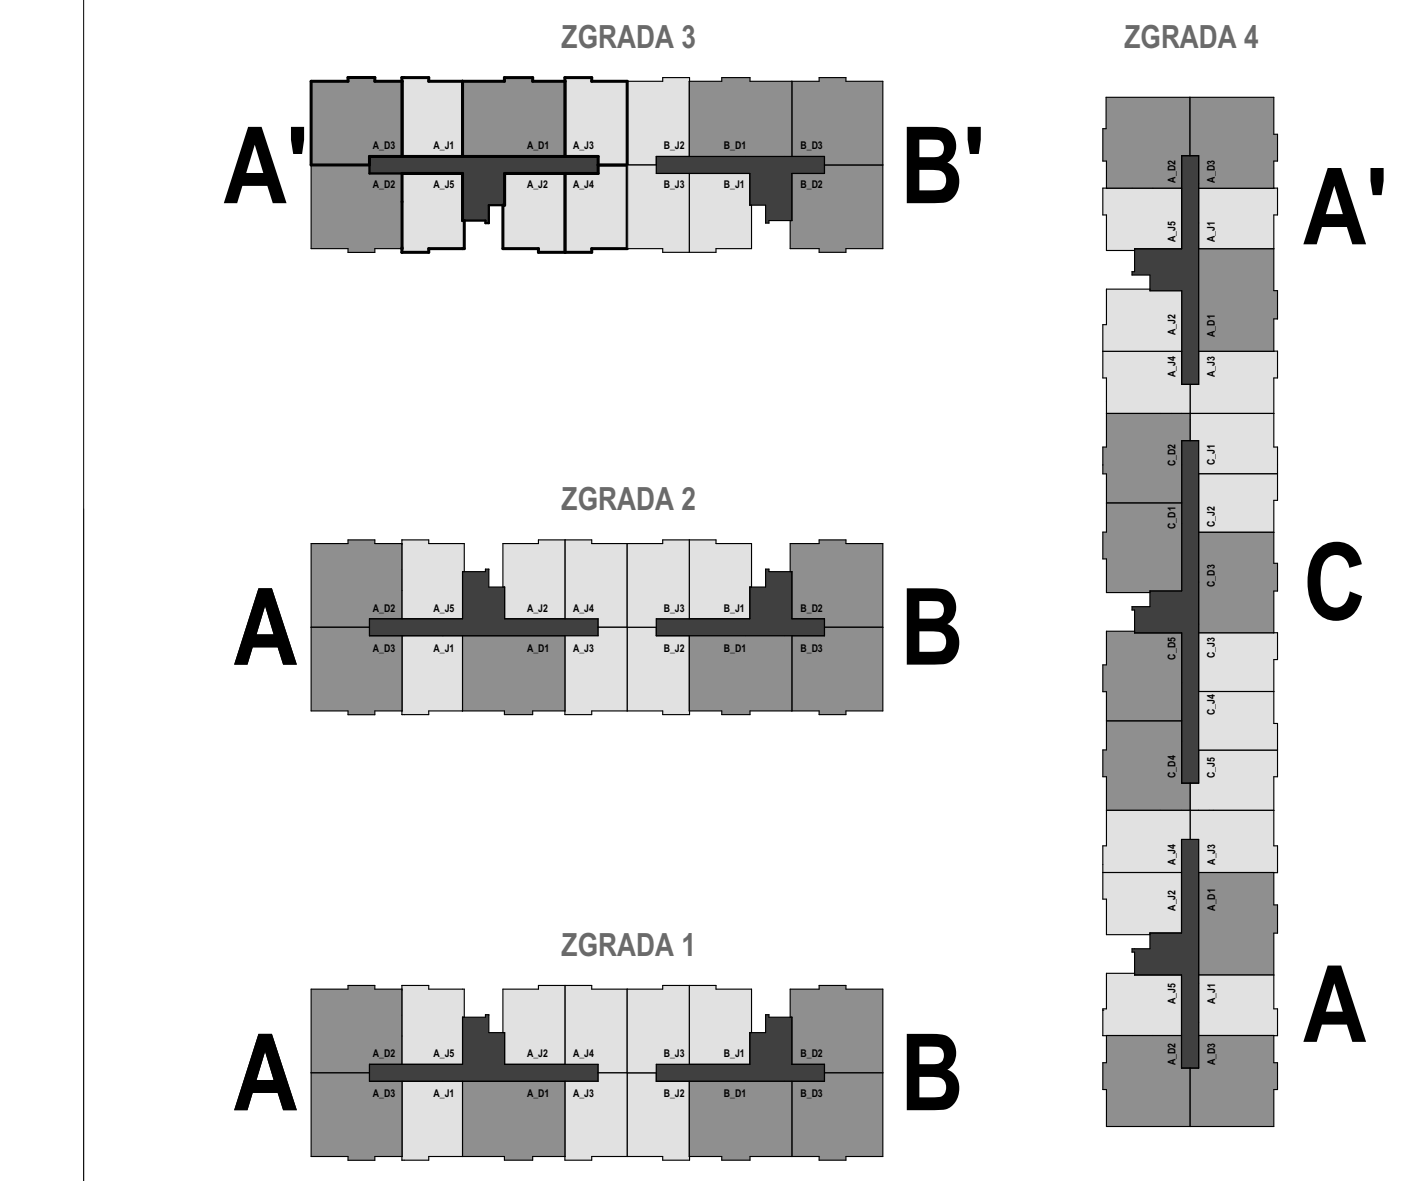 ZGRADA 3
A' B'
A_D3 A_J1 A_D1 A_J3 B_J2 B_D1 B_D3
A_D2 A_J5 A_J2 A_J4 B_J3 B_J1 B_D2
ZGRADA 2
A B
A_D2 A_J5 A_J2 A_J4 B_J3 B_J1 B_D2
A_D3 A_J1 A_D1 A_J3 B_J2 B_D1 B_D3
ZGRADA 1
A B
A_D2 A_J5 A_J2 A_J4 B_J3 B_J1 B_D2
A_D3 A_J1 A_D1 A_J3 B_J2 B_D1 B_D3
ZGRADA 4
A_D2 A_D3
A'
A_J5 A_J1
A_J2 A_D1
A_J4 A_J3
C_D2 C_J1
C_D1 C_J2
C_D3
C
C_D5 C_J3
C_J4
C_D4 C_J5
A_J4 A_J3
A_J2 A_D1
A_J5 A_J1
A
A_D2 A_D3